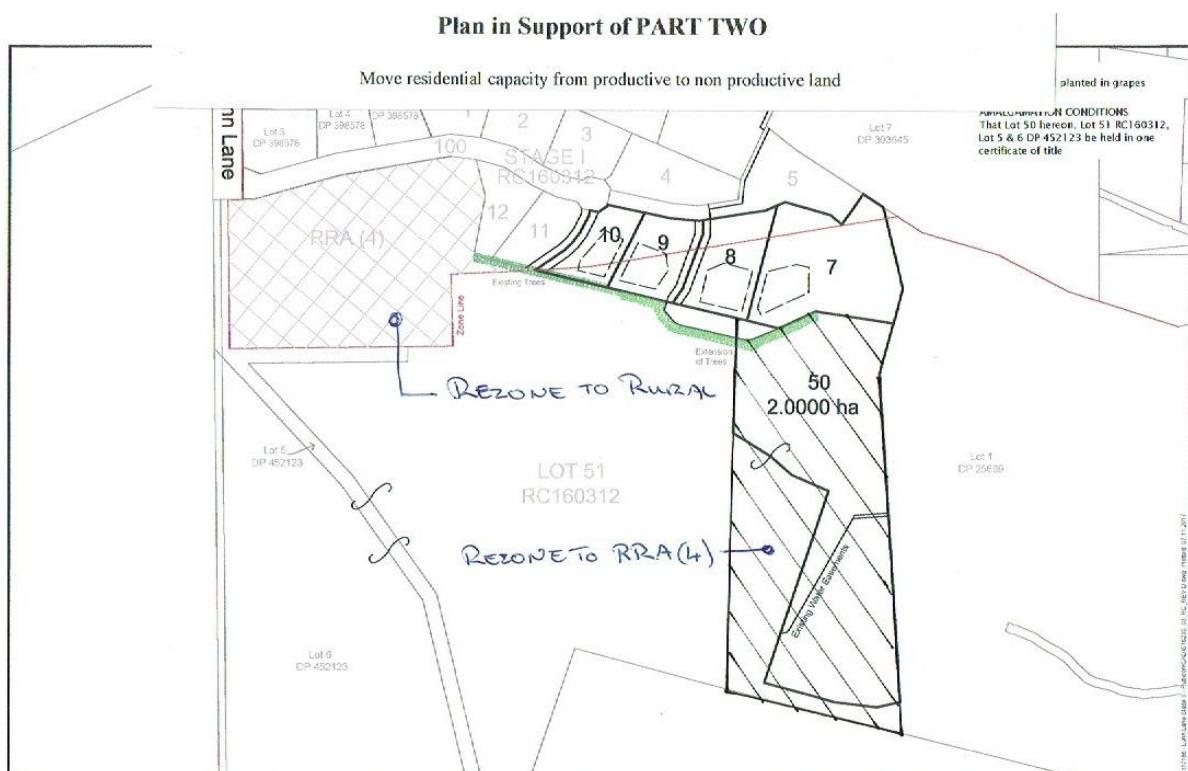 Plan in Support of PART TWO
Move residential capacity from productive to non productive land
planted in grapes
AMALGAMATION CONDITIONS
That Lot 50 hereon, Lot 51 RC160312,
Lot 5 & 6 DP 452123 be held in one
certificate of title
nn Lane
Lot 3
DP 398578
Lot 4
DP 398578
DP 398578
1
2
3
100
STAGE 1
RC160312
4
5
Lot 7
DP 303645
RRA (4)
12
11
10
9
8
7
Existing Trees
Zone Line
Extension
of Trees
REZONE TO RURAL
50
2.0000 ha
Lot 5
DP 452123
LOT 51
RC160312
Lot 1
DP 25609
REZONE TO RRA (4)
Existing Water Easements
Lot 6
DP 452123